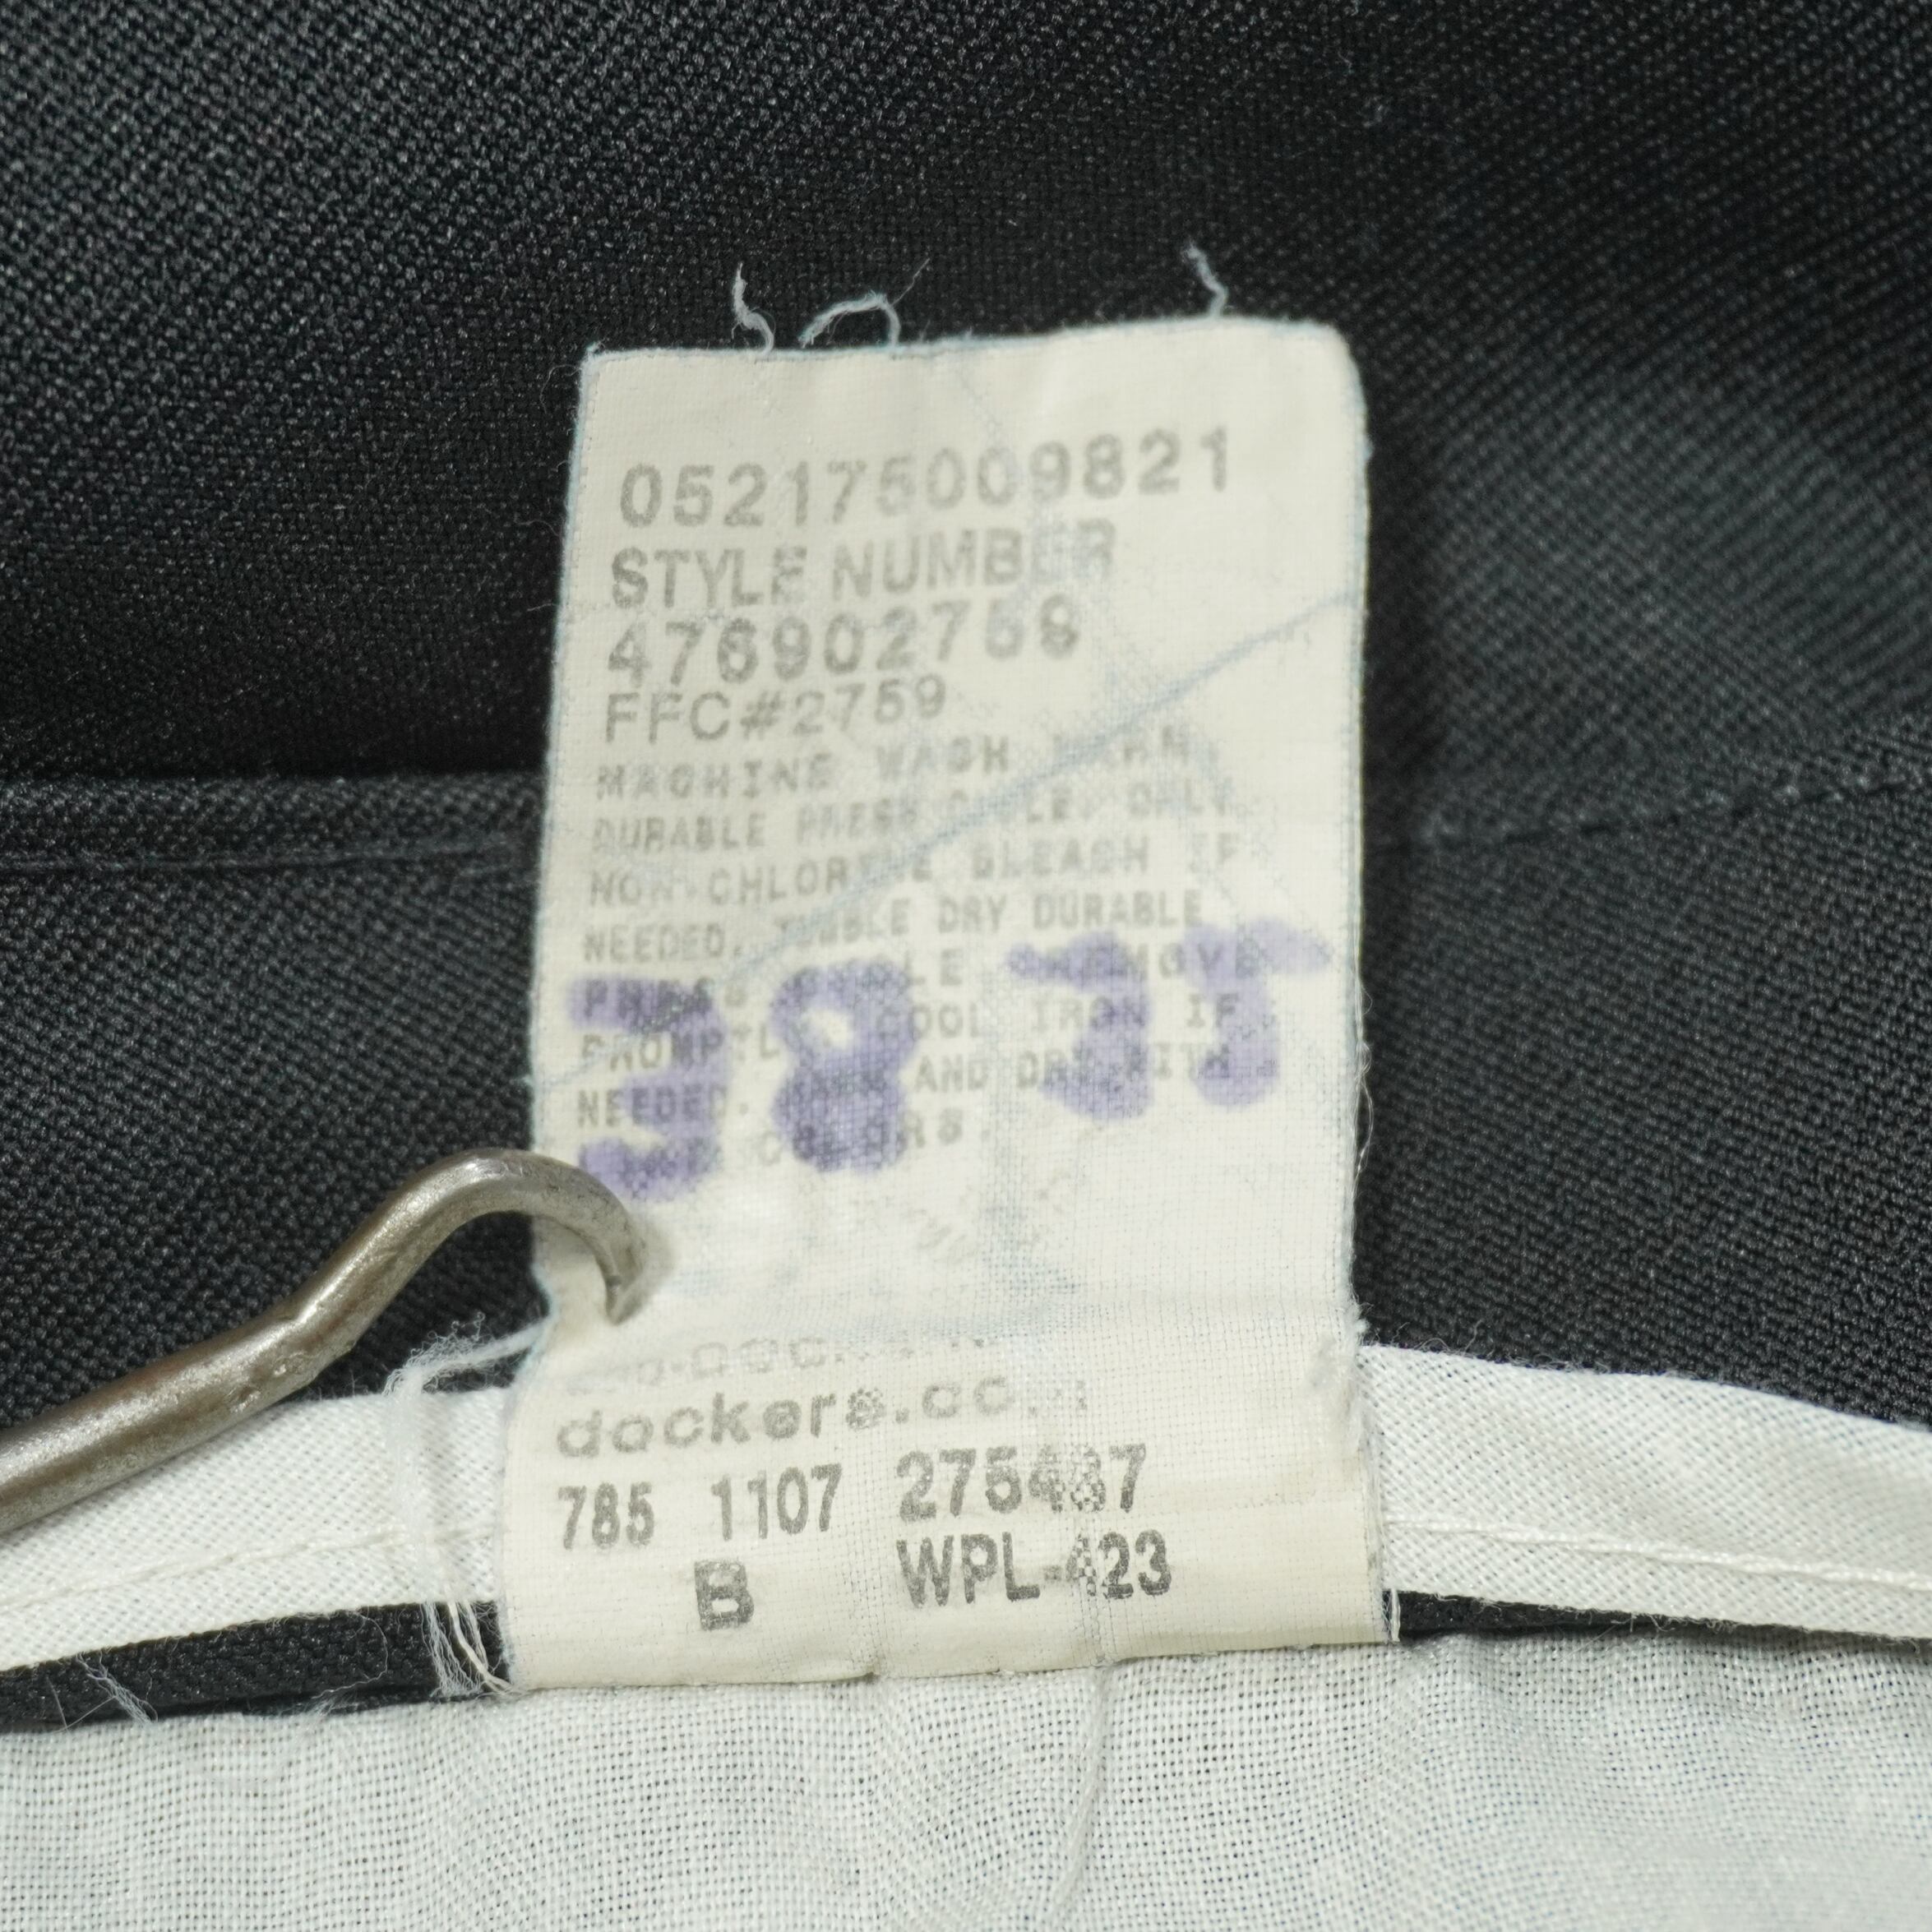 052175009821
STYLE NUMBER
476902759
FFC#2759
MACHINE WASH WARM,
DURABLE PRESS CYCLE, ONLY
NON-CHLORINE BLEACH IF
NEEDED. TUMBLE DRY DURABLE
PRESS CYCLE REMOVE
PROMPTLY. COOL IRON IF
NEEDED. WASH AND DRY WITH
COLORS.
38 35
dockers.co
785 1107 275487
B WPL-423